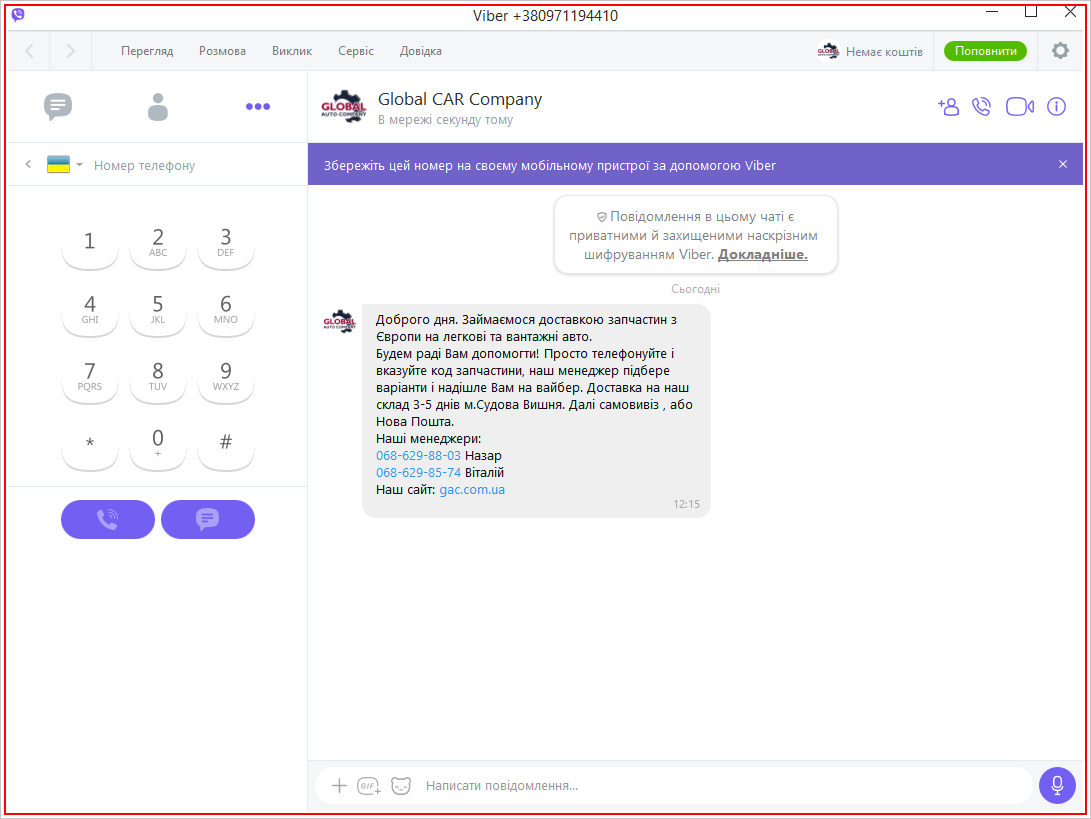 Viber +380971194410
Перегляд Розмова Виклик Сервіс Довідка
GLOBAL Немає коштів Поповнити
GLOBAL
AUTO COMPANY
Global CAR Company
В мережі секунду тому
Номер телефону
Збережіть цей номер на своєму мобільному пристрої за допомогою Viber
1
2 ABC
3 DEF
4 GHI
5 JKL
6 MNO
7 PQRS
8 TUV
9 WXYZ
*
0 +
#
Повідомлення в цьому чаті є
приватними й захищеними наскрізним
шифруванням Viber. Докладніше.
Сьогодні
GLOBAL
AUTO COMPANY
Доброго дня. Займаємося доставкою запчастин з
Європи на легкові та вантажні авто.
Будем раді Вам допомогти! Просто телефонуйте і
вказуйте код запчастини, наш менеджер підбере
варіанти і надішле Вам на вайбер. Доставка на наш
склад 3-5 днів м.Судова Вишня. Далі самовивіз , або
Нова Пошта.
Наші менеджери:
068-629-88-03 Назар
068-629-85-74 Віталій
Наш сайт: gac.com.ua
12:15
GIF
Написати повідомлення...